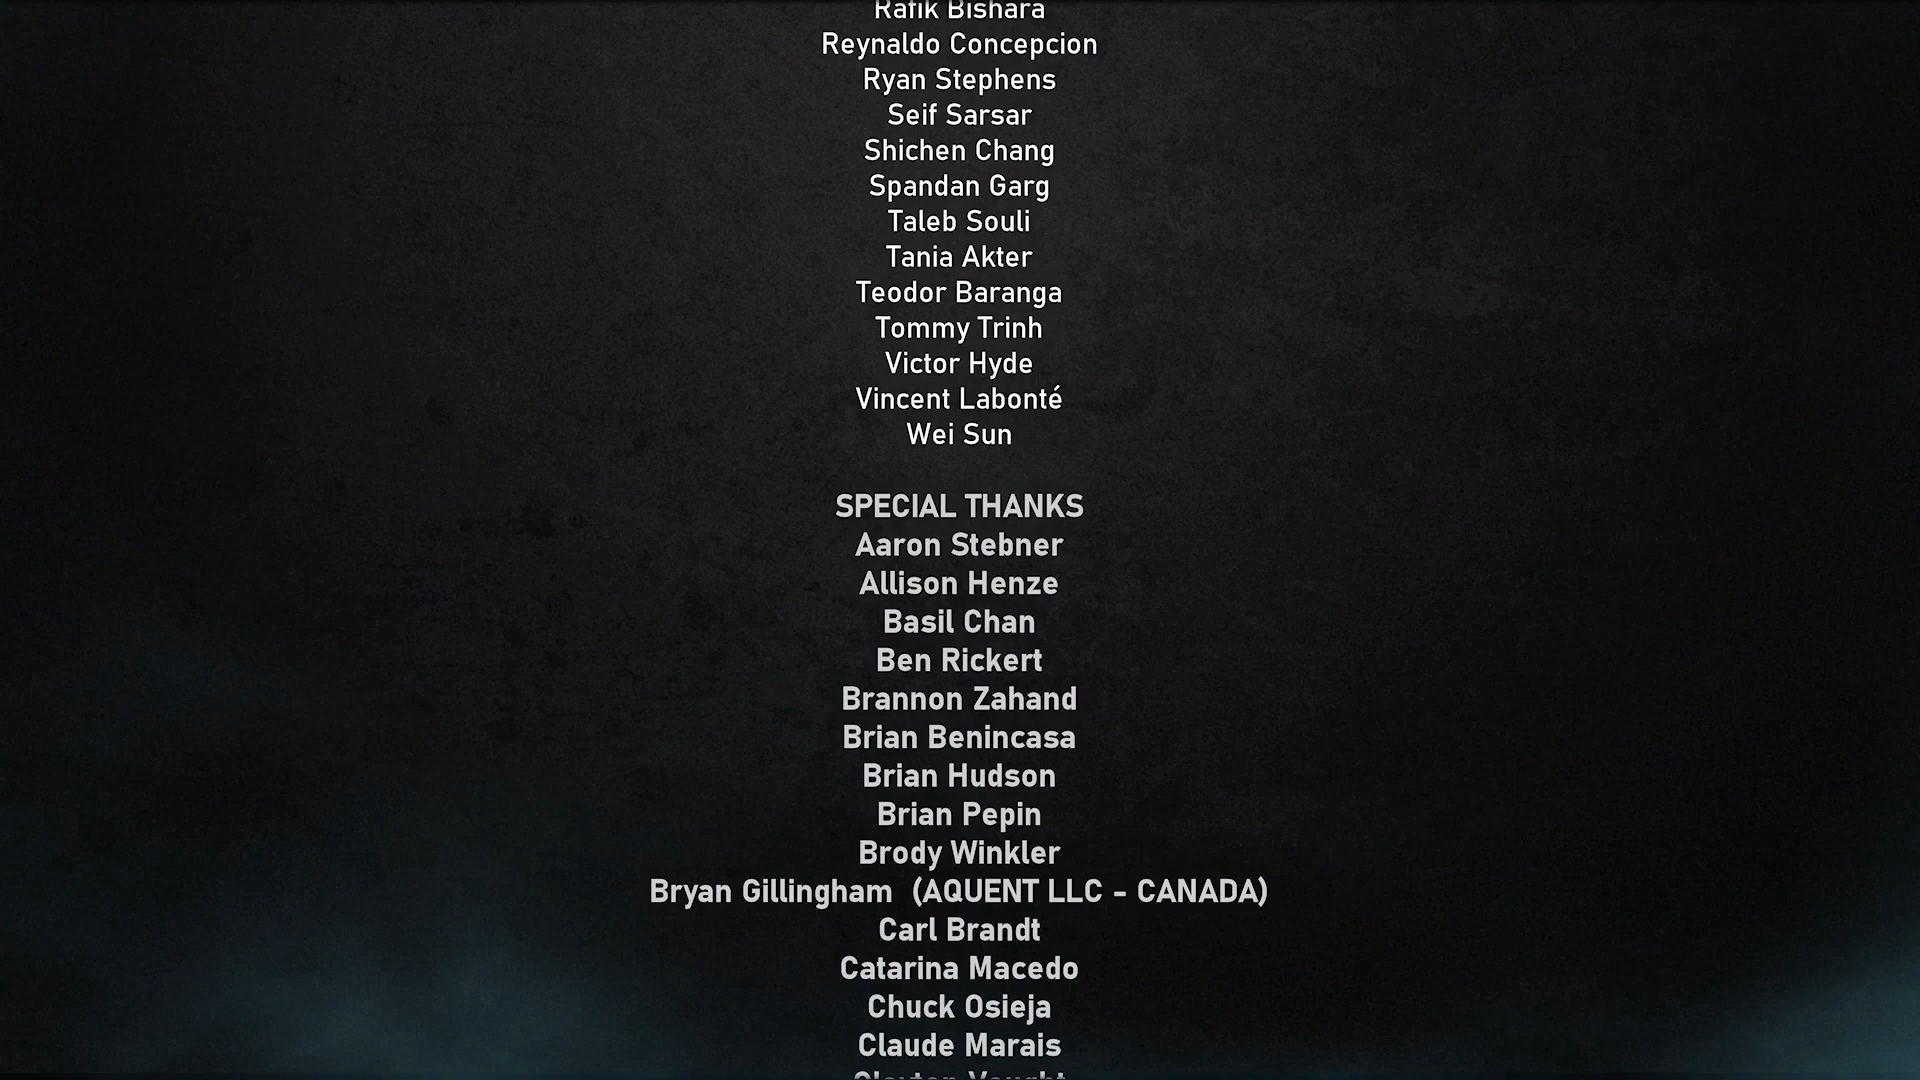 Rafik Bishara
Reynaldo Concepcion
Ryan Stephens
Seif Sarsar
Shichen Chang
Spandan Garg
Taleb Souli
Tania Akter
Teodor Baranga
Tommy Trinh
Victor Hyde
Vincent Labonté
Wei Sun
SPECIAL THANKS
Aaron Stebner
Allison Henze
Basil Chan
Ben Rickert
Brannon Zahand
Brian Benincasa
Brian Hudson
Brian Pepin
Brody Winkler
Bryan Gillingham (AQUENT LLC - CANADA)
Carl Brandt
Catarina Macedo
Chuck Osieja
Claude Marais